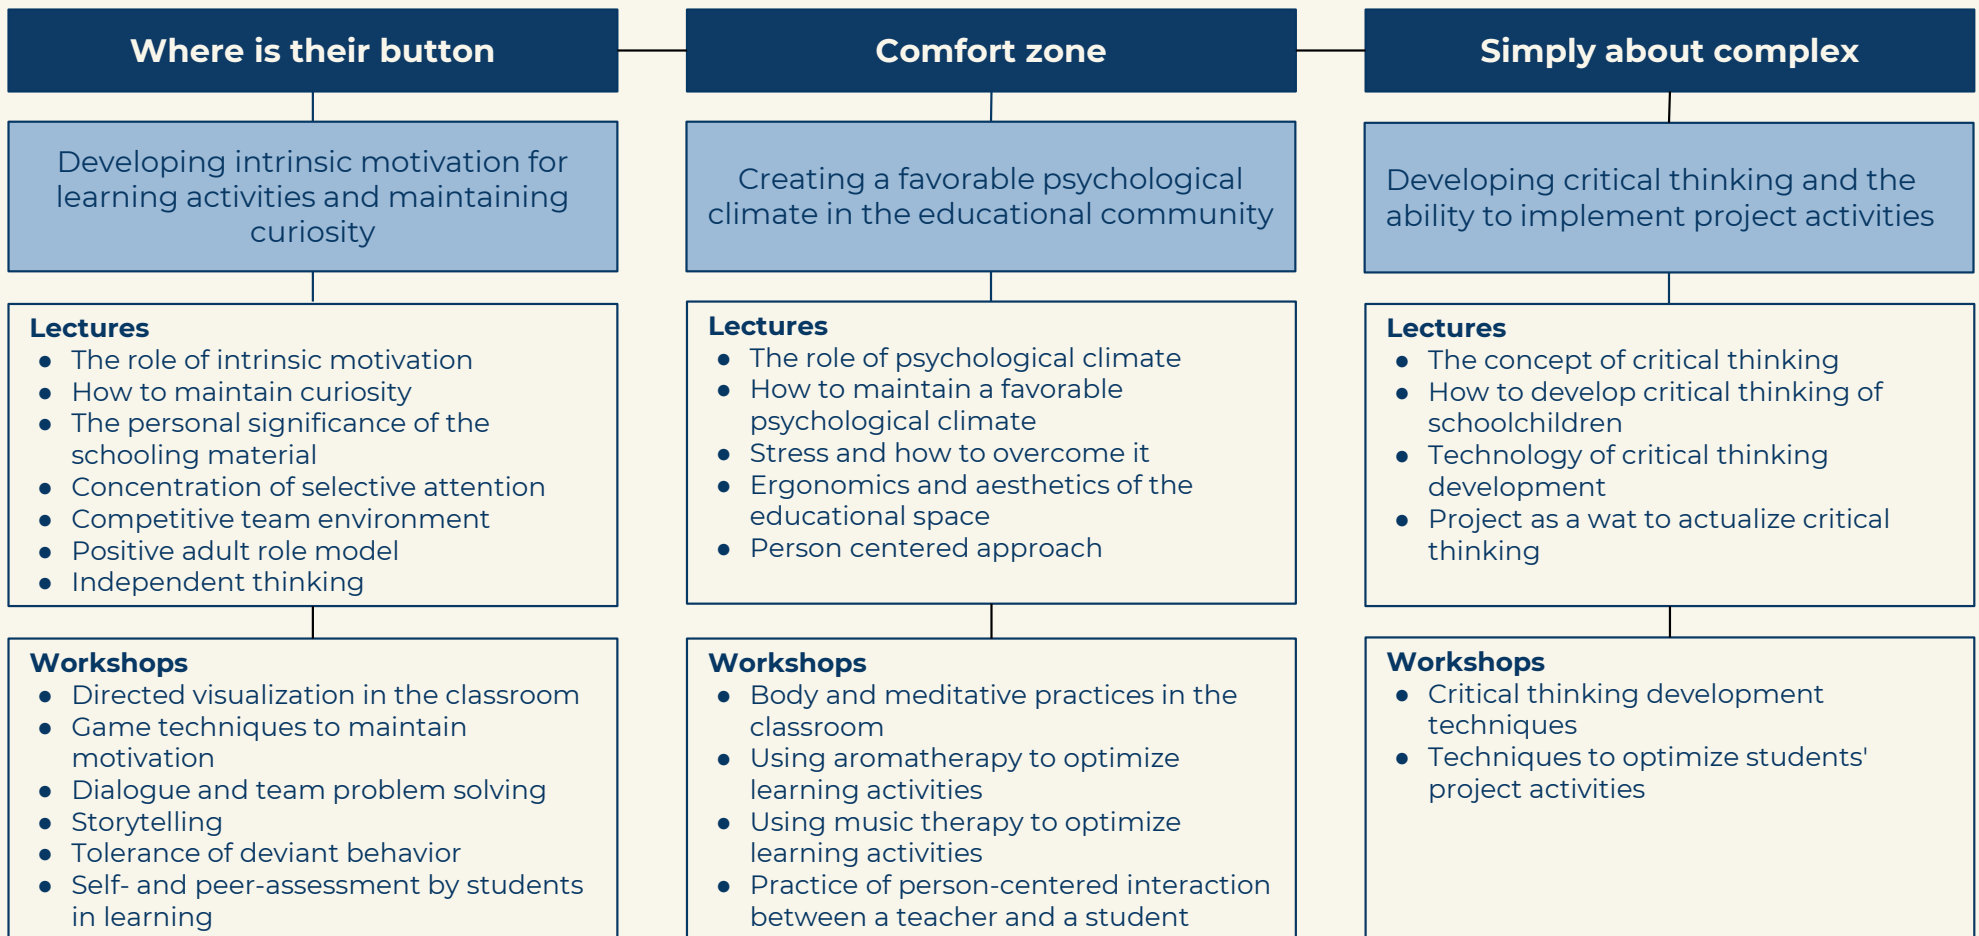 Where is their button
Developing intrinsic motivation for
learning activities and maintaining
curiosity
Lectures
● The role of intrinsic motivation
● How to maintain curiosity
● The personal significance of the
schooling material
● Concentration of selective attention
● Competitive team environment
● Positive adult role model
● Independent thinking
Workshops
● Directed visualization in the classroom
● Game techniques to maintain
motivation
● Dialogue and team problem solving
● Storytelling
● Tolerance of deviant behavior
● Self- and peer-assessment by students
in learning
Comfort zone
Creating a favorable psychological
climate in the educational community
Lectures
● The role of psychological climate
● How to maintain a favorable
psychological climate
● Stress and how to overcome it
● Ergonomics and aesthetics of the
educational space
● Person centered approach
Workshops
● Body and meditative practices in the
classroom
● Using aromatherapy to optimize
learning activities
● Using music therapy to optimize
learning activities
● Practice of person-centered interaction
between a teacher and a student
Simply about complex
Developing critical thinking and the
ability to implement project activities
Lectures
● The concept of critical thinking
● How to develop critical thinking of
schoolchildren
● Technology of critical thinking
development
● Project as a wat to actualize critical
thinking
Workshops
● Critical thinking development
techniques
● Techniques to optimize students'
project activities